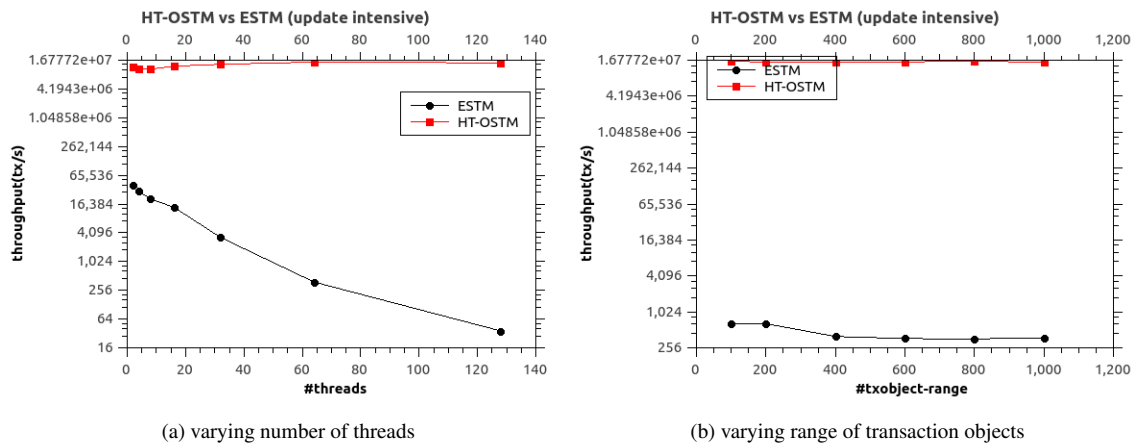 HT-OSTM vs ESTM (update intensive)
0 20 40 60 80 100 120 140
1.67772e+07
4.1943e+06
1.04858e+06
262,144
65,536
16,384
4,096
1,024
256
64
16
throughput(tx/s)
ESTM
HT-OSTM
0 20 40 60 80 100 120 140
#threads
(a) varying number of threads
HT-OSTM vs ESTM (update intensive)
0 200 400 600 800 1,000 1,200
1.67772e+07
4.1943e+06
1.04858e+06
262,144
65,536
16,384
4,096
1,024
256
throughput(tx/s)
ESTM
HT-OSTM
0 200 400 600 800 1,000 1,200
#txobject-range
(b) varying range of transaction objects